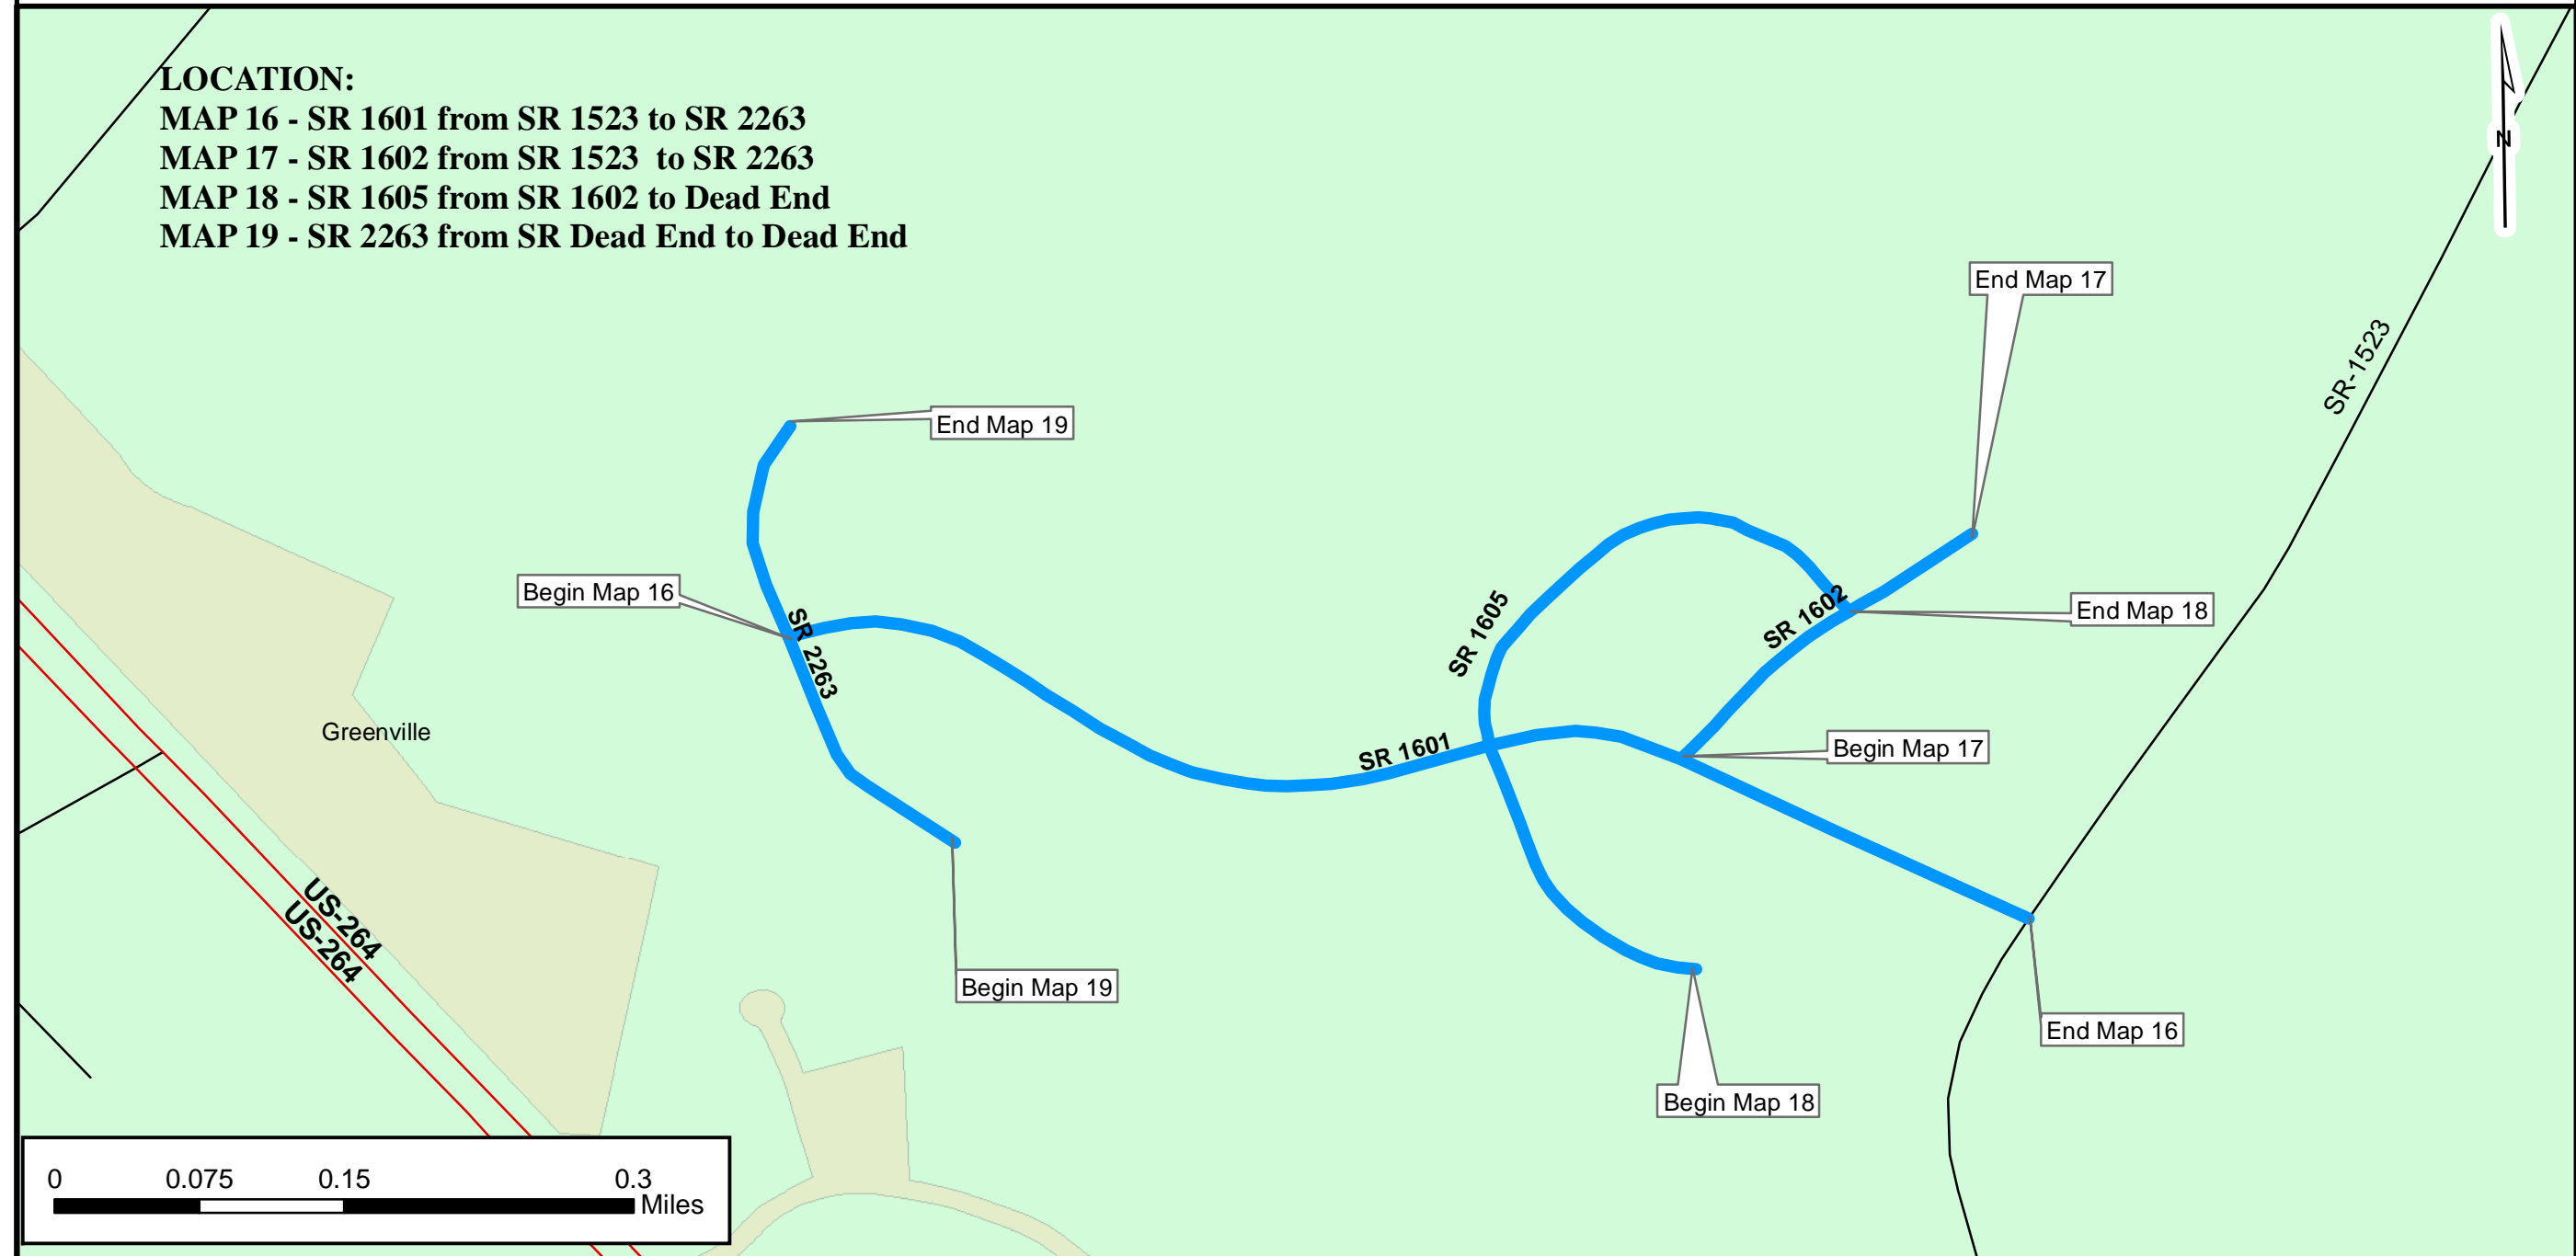 LOCATION:
MAP 16 - SR 1601 from SR 1523 to SR 2263
MAP 17 - SR 1602 from SR 1523  to SR 2263
MAP 18 - SR 1605 from SR 1602 to Dead End
MAP 19 - SR 2263 from SR Dead End to Dead End
N
End Map 17
SR-1523
End Map 19
Begin Map 16
SR 2263
SR 1605
SR 1602
End Map 18
Greenville
SR 1601
Begin Map 17
US-264
US-264
Begin Map 19
End Map 16
Begin Map 18
0 0.075 0.15 0.3
Miles